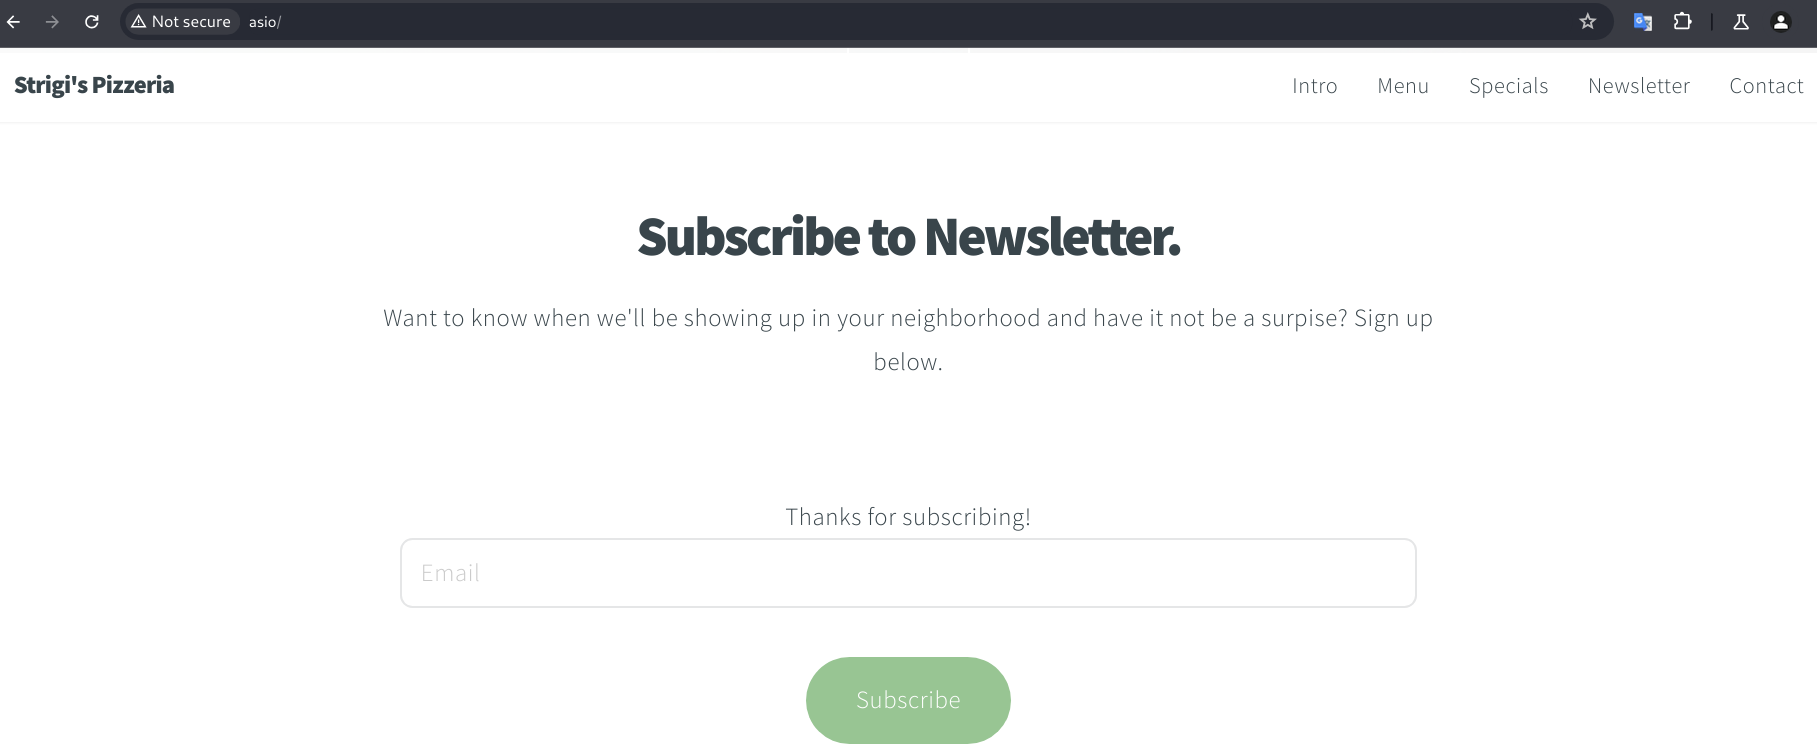 Not secure asio/
Strigi's Pizzeria Intro Menu Specials Newsletter Contact
Subscribe to Newsletter.
Want to know when we'll be showing up in your neighborhood and have it not be a surpise? Sign up
below.
Thanks for subscribing!
Email
Subscribe